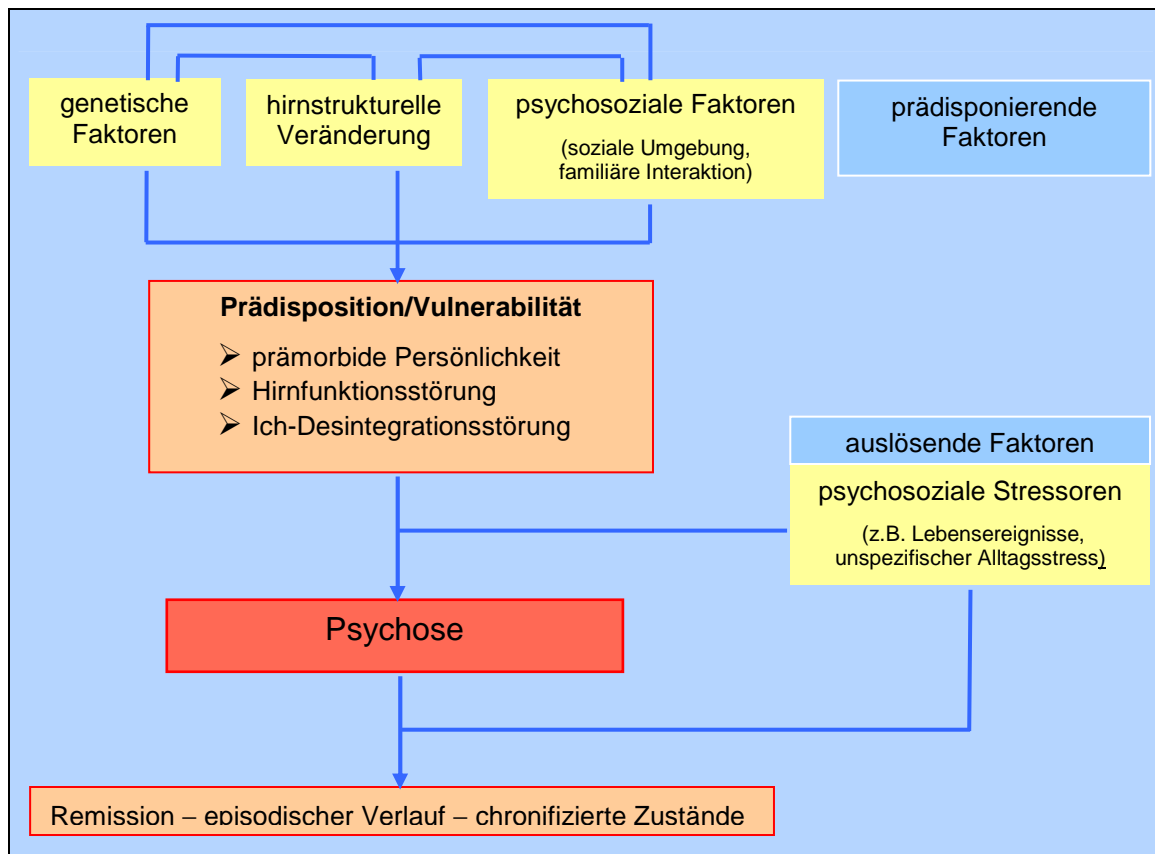 genetische
Faktoren
hirnstrukturelle
Veränderung
psychosoziale Faktoren
(soziale Umgebung,
familiäre Interaktion)
prädisponierende
Faktoren
Prädisposition/Vulnerabilität
➢ prämorbide Persönlichkeit
➢ Hirnfunktionsstörung
➢ Ich-Desintegrationsstörung
auslösende Faktoren
psychosoziale Stressoren
(z.B. Lebensereignisse,
unspezifischer Alltagsstress)
Psychose
Remission – episodischer Verlauf – chronifizierte Zustände